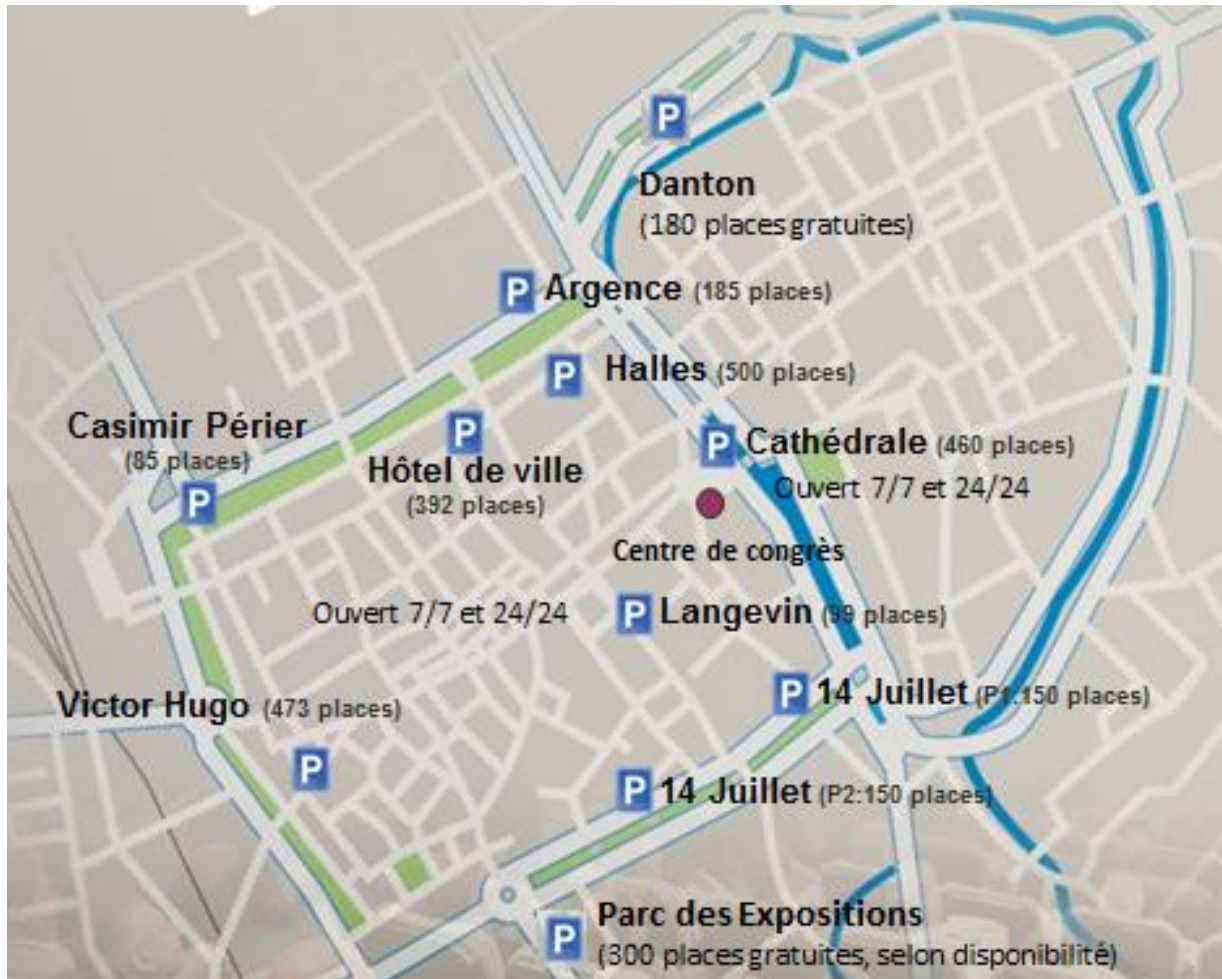 P
Danton
(180 places gratuites)
P Argence (185 places)
P Halles (500 places)
Casimir Périer
(85 places)
P
P
Hôtel de ville
(392 places)
P Cathédrale (460 places)
Ouvert 7/7 et 24/24
Centre de congrès
Ouvert 7/7 et 24/24
P Langevin (99 places)
Victor Hugo (473 places)
P
P 14 Juillet (P1:150 places)
P 14 Juillet (P2:150 places)
P
Parc des Expositions
(300 places gratuites, selon disponibilité)